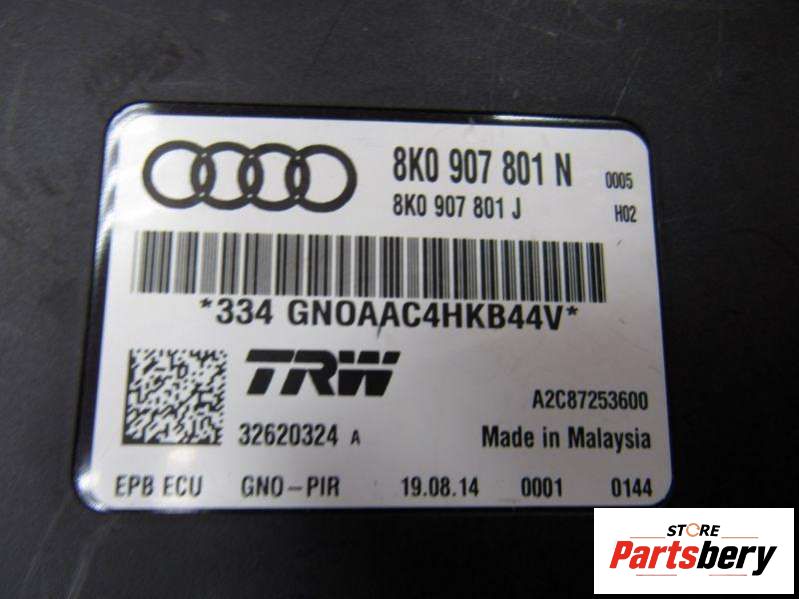 8K0 907 801 N 0005
8K0 907 801 J H02
*334 GNOAAC4HKB44V*
TRW
A2C87253600
32620324 A Made in Malaysia
EPB ECU GNO-PIR 19.08.14 0001 0144
STORE
Partsbery